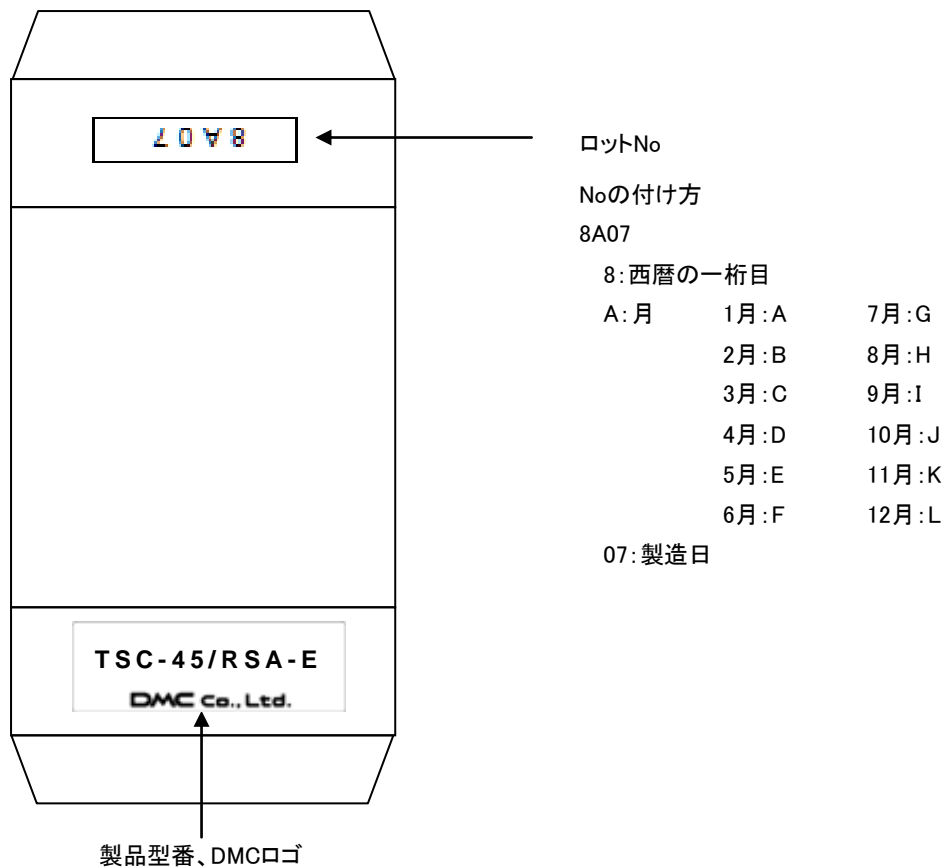 8A07
ロットNo
Noの付け方
8A07
8:西暦の一桁目
A:月 1月:A 7月:G
2月:B 8月:H
3月:C 9月:I
4月:D 10月:J
5月:E 11月:K
6月:F 12月:L
07:製造日
TSC-45/RSA-E
DMC Co., Ltd.
製品型番、DMCロゴ